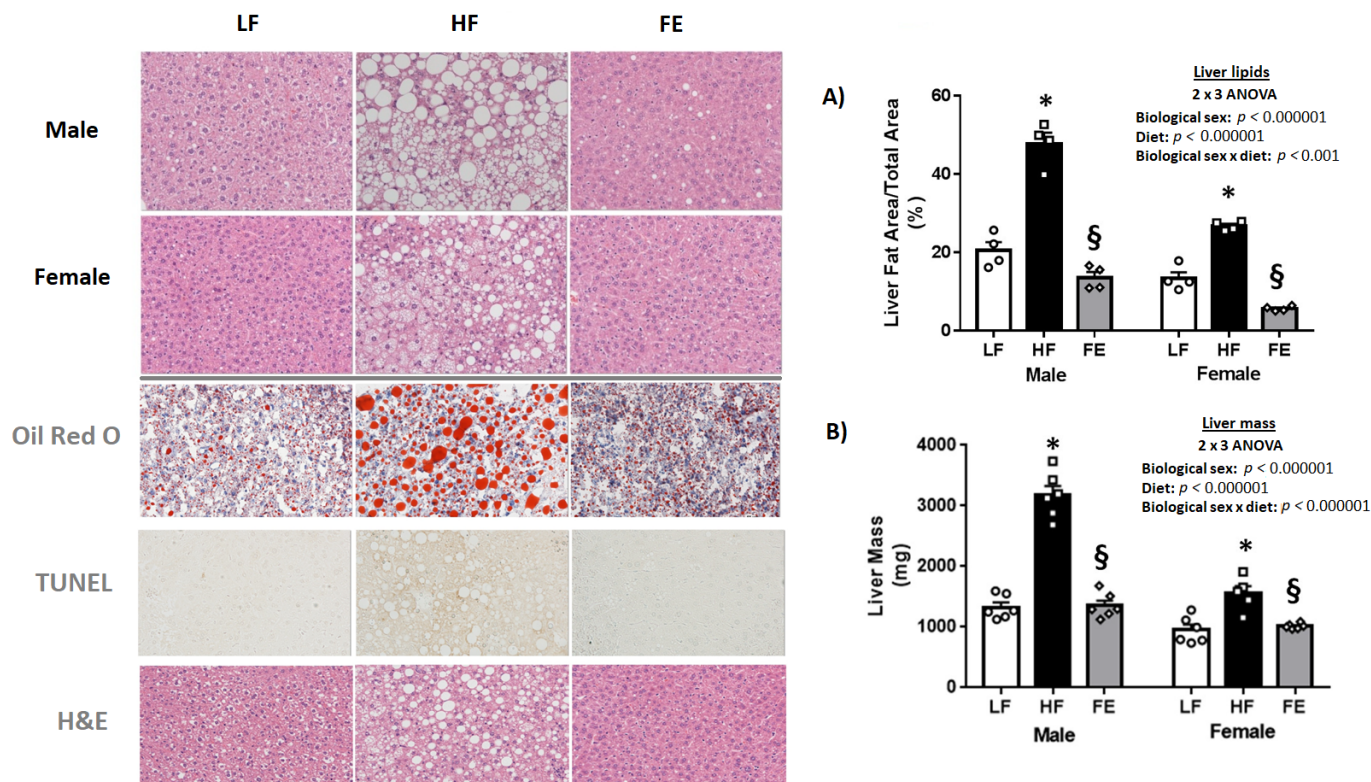 LF HF FE
Male
Female
Oil Red O
TUNEL
H&E
A)
Liver lipids
2 x 3 ANOVA
Biological sex: p < 0.000001
Diet: p < 0.000001
Biological sex x diet: p < 0.001
Liver Fat Area/Total Area
(%)
60
40
20
0
* § * §
LF HF FE LF HF FE
Male Female
B)
Liver mass
2 x 3 ANOVA
Biological sex: p < 0.000001
Diet: p < 0.000001
Biological sex x diet: p < 0.000001
Liver Mass
(mg)
4000
3000
2000
1000
0
* § * §
LF HF FE LF HF FE
Male Female